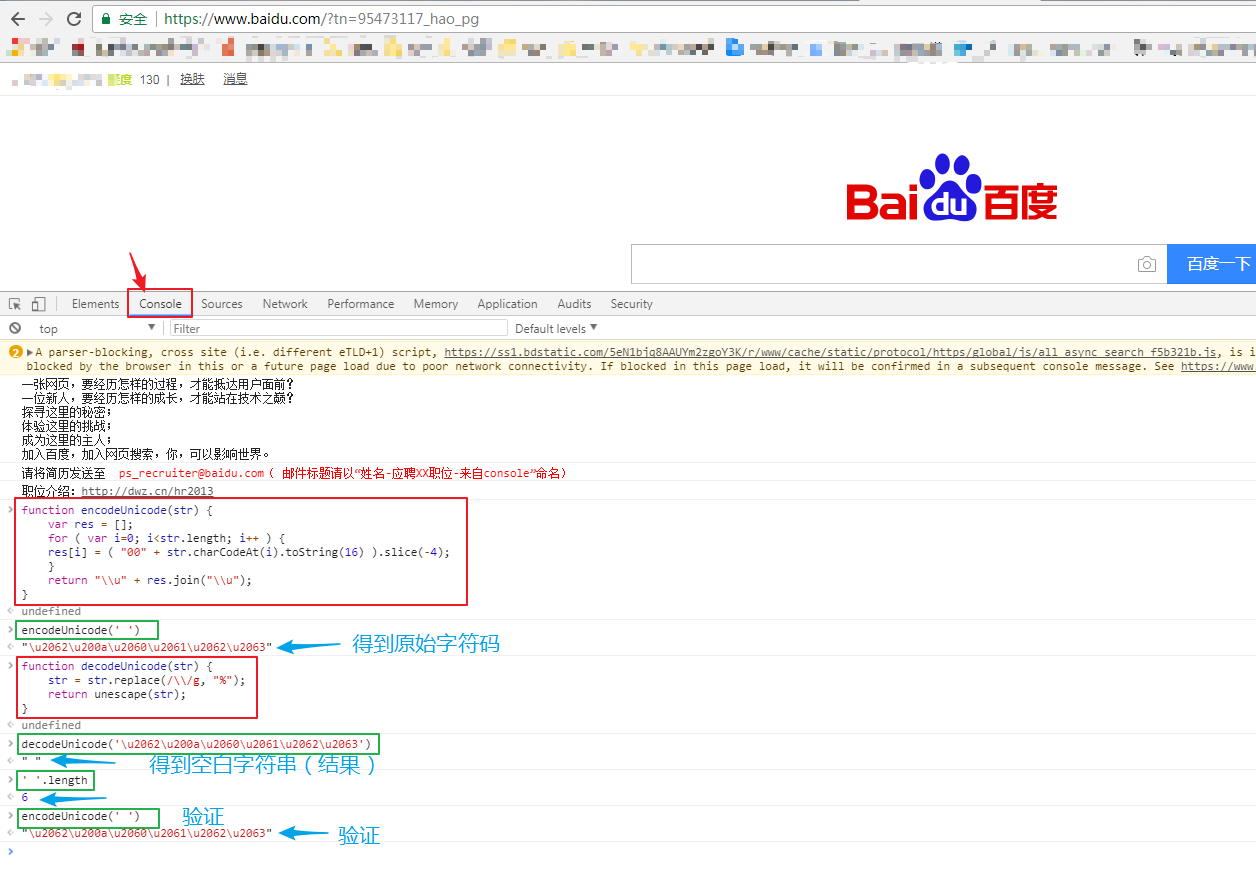 安全 https://www.baidu.com/?tn=95473117_hao_pg
130 | 换肤 消息
Bai du 百度
百度一下
Elements Console Sources Network Performance Memory Application Audits Security
top Filter Default levels
2 A parser-blocking, cross site (i.e. different eTLD+1) script, https://ss1.bdstatic.com/5eN1bjq8AAUYm2zgoY3K/r/www/cache/static/protocol/https/global/js/all_async_search_f5b321b.js, is i
blocked by the browser in this or a future page load due to poor network connectivity. If blocked in this page load, it will be confirmed in a subsequent console message. See https://www.
一张网页，要经历怎样的过程，才能抵达用户面前？
一位新人，要经历怎样的成长，才能站在技术之巅？
探寻这里的秘密；
体验这里的挑战；
成为这里的主人；
加入百度，加入网页搜索，你，可以影响世界。
请将简历发送至 ps_recruiter@baidu.com（ 邮件标题请以“姓名-应聘XX职位-来自console”命名）
职位介绍：http://dwz.cn/hr2013
function encodeUnicode(str) {
var res = [];
for ( var i=0; i<str.length; i++ ) {
res[i] = ( "00" + str.charCodeAt(i).toString(16) ).slice(-4);
}
return "\\u" + res.join("\\u");
}
undefined
encodeUnicode(' ')
"\u2062\u200a\u2060\u2061\u2062\u2063" 得到原始字符码
function decodeUnicode(str) {
str = str.replace(/\\/g, "%");
return unescape(str);
}
undefined
decodeUnicode('\u2062\u200a\u2060\u2061\u2062\u2063')
" " 得到空白字符串（结果）
' '.length
6
encodeUnicode(' ') 验证
"\u2062\u200a\u2060\u2061\u2062\u2063" 验证